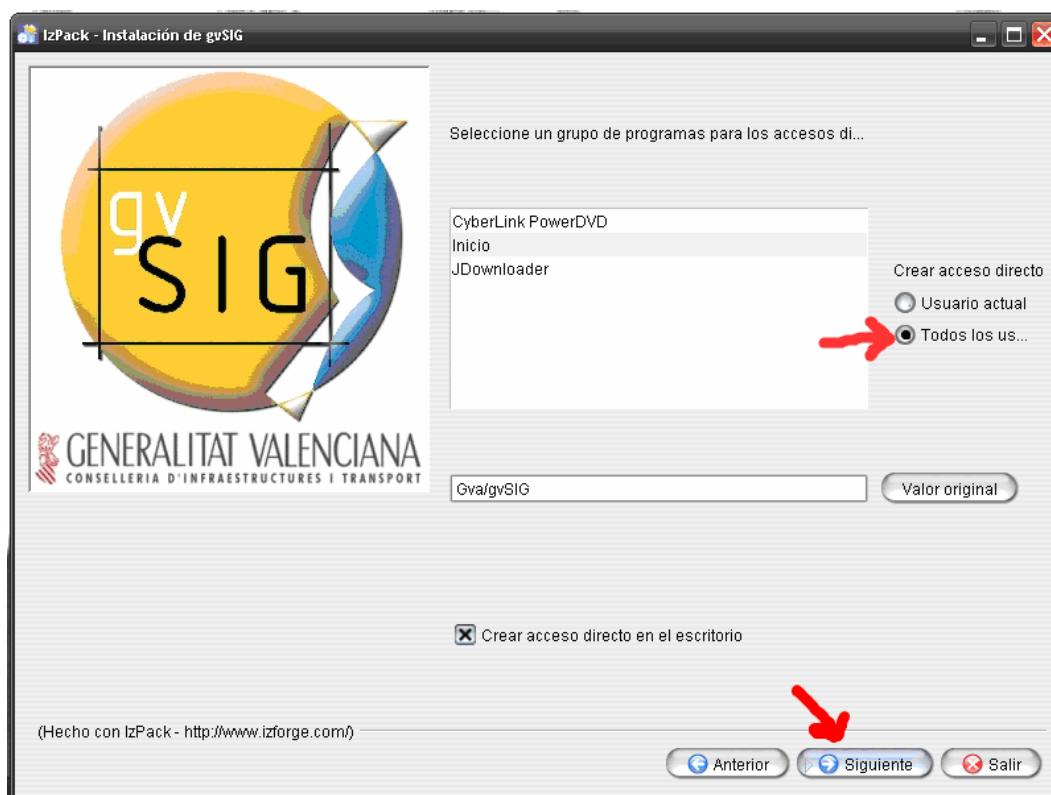 IzPack - Instalación de gvSIG
gv
SIG
GENERALITAT VALENCIANA
CONSELLERIA D'INFRAESTRUCTURES I TRANSPORT
Seleccione un grupo de programas para los accesos di...
CyberLink PowerDVD
Inicio
JDownloader
Crear acceso directo
Usuario actual
Todos los us...
Gva/gvSIG
Valor original
Crear acceso directo en el escritorio
(Hecho con IzPack - http://www.izforge.com/)
Anterior
Siguiente
Salir